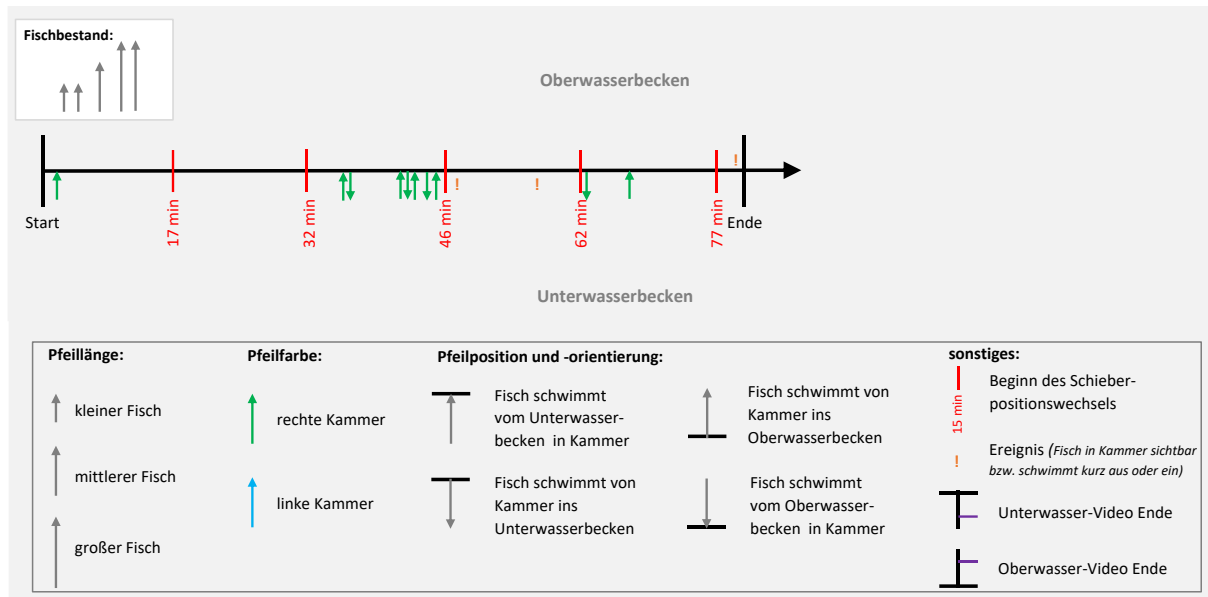 Fischbestand:
Oberwasserbecken
!
!
!
Start
17 min
32 min
46 min
62 min
77 min
Ende
Unterwasserbecken
Pfeillänge:
kleiner Fisch
mittlerer Fisch
großer Fisch
Pfeilfarbe:
rechte Kammer
linke Kammer
Pfeilposition und -orientierung:
Fisch schwimmt
vom Unterwasser-
becken in Kammer
Fisch schwimmt von
Kammer ins
Unterwasserbecken
Fisch schwimmt von
Kammer ins
Oberwasserbecken
Fisch schwimmt
vom Oberwasser-
becken in Kammer
sonstiges:
15 min
Beginn des Schieber-
positionswechsels
!
Ereignis (Fisch in Kammer sichtbar
bzw. schwimmt kurz aus oder ein)
Unterwasser-Video Ende
Oberwasser-Video Ende